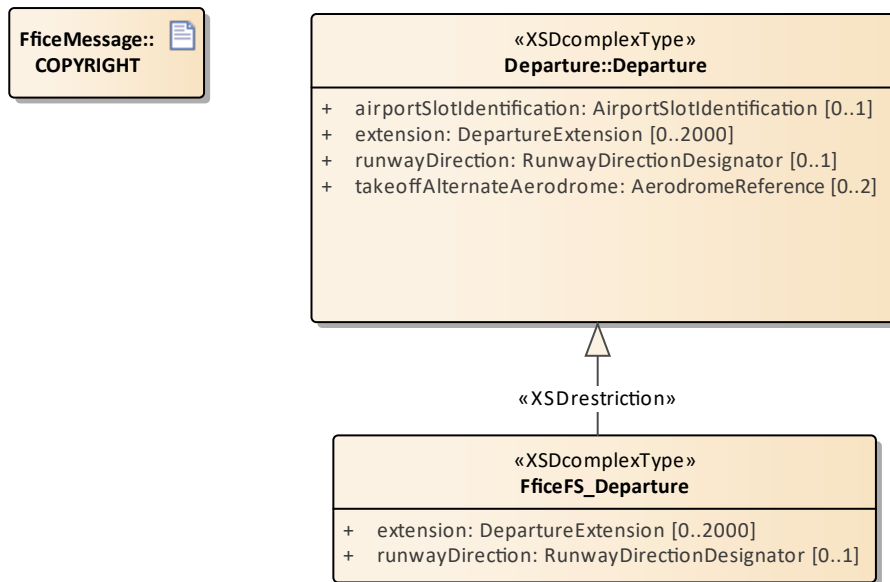 FficeMessage::
COPYRIGHT
«XSDcomplexType»
Departure::Departure
+ airportSlotIdentification: AirportSlotIdentification [0..1]
+ extension: DepartureExtension [0..2000]
+ runwayDirection: RunwayDirectionDesignator [0..1]
+ takeoffAlternateAerodrome: AerodromeReference [0..2]
«XSDrestriction»
«XSDcomplexType»
FficeFS_Departure
+ extension: DepartureExtension [0..2000]
+ runwayDirection: RunwayDirectionDesignator [0..1]